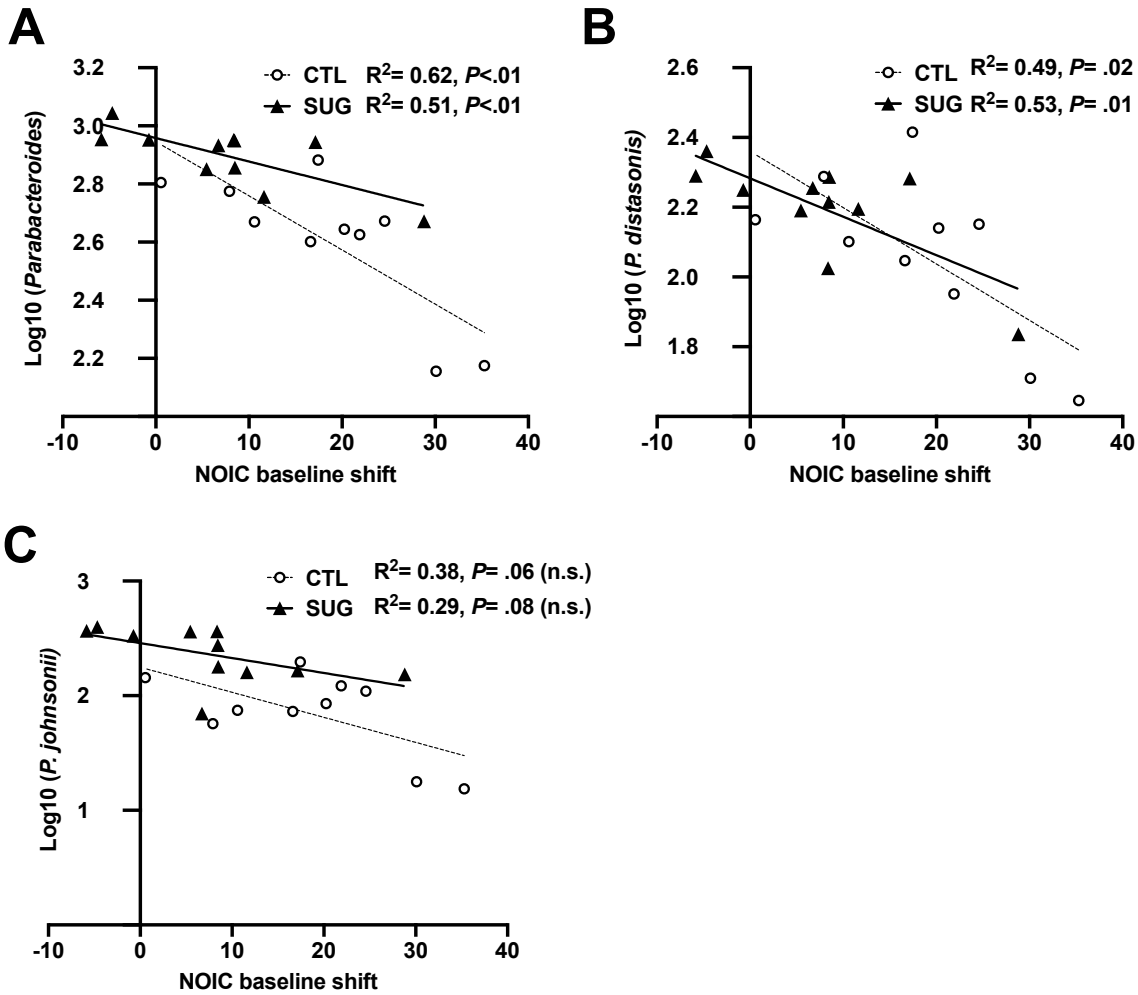 A
3.2
3.0
2.8
2.6
2.4
2.2
Log10 (Parabacteroides)
CTL R²= 0.62, P<.01
SUG R²= 0.51, P<.01
-10 0 10 20 30 40
NOIC baseline shift
B
2.6
2.4
2.2
2.0
1.8
Log10 (P. distasonis)
CTL R²= 0.49, P= .02
SUG R²= 0.53, P= .01
-10 0 10 20 30 40
NOIC baseline shift
C
3
2
1
Log10 (P. johnsonii)
CTL R²= 0.38, P= .06 (n.s.)
SUG R²= 0.29, P= .08 (n.s.)
-10 0 10 20 30 40
NOIC baseline shift